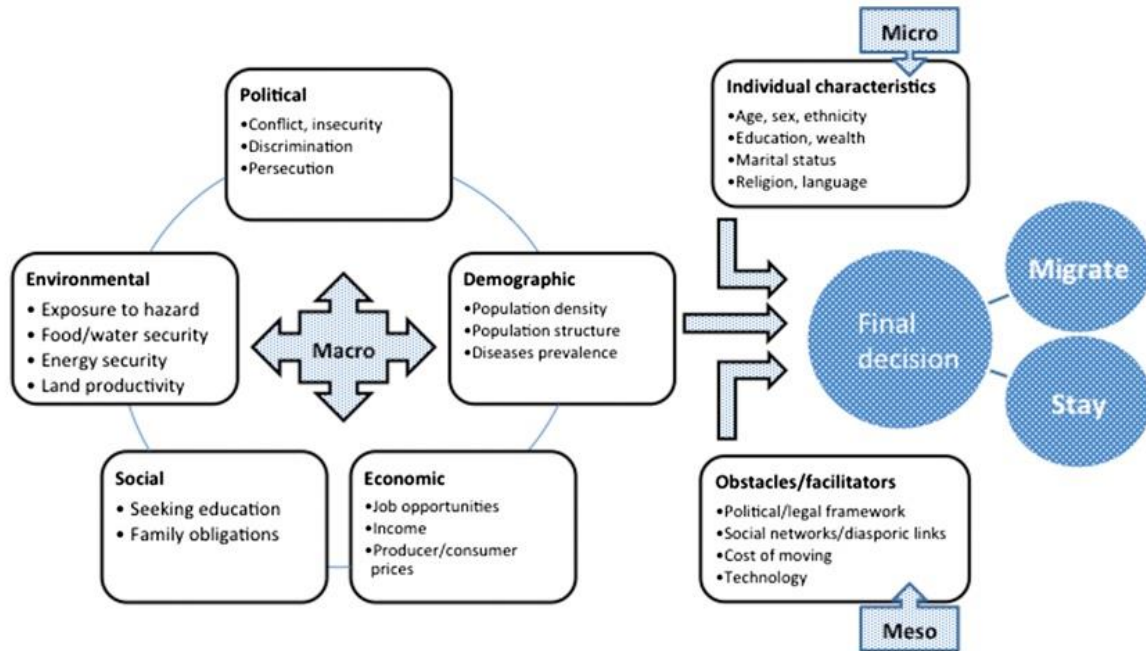 Micro
Political
•Conflict, insecurity
•Discrimination
•Persecution
Individual characteristics
•Age, sex, ethnicity
•Education, wealth
•Marital status
•Religion, language
Environmental
• Exposure to hazard
• Food/water security
• Energy security
• Land productivity
Macro
Demographic
•Population density
•Population structure
•Diseases prevalence
Final
decision
Migrate
Stay
Social
• Seeking education
• Family obligations
Economic
•Job opportunities
•Income
•Producer/consumer
prices
Obstacles/facilitators
•Political/legal framework
•Social networks/diasporic links
•Cost of moving
•Technology
Meso